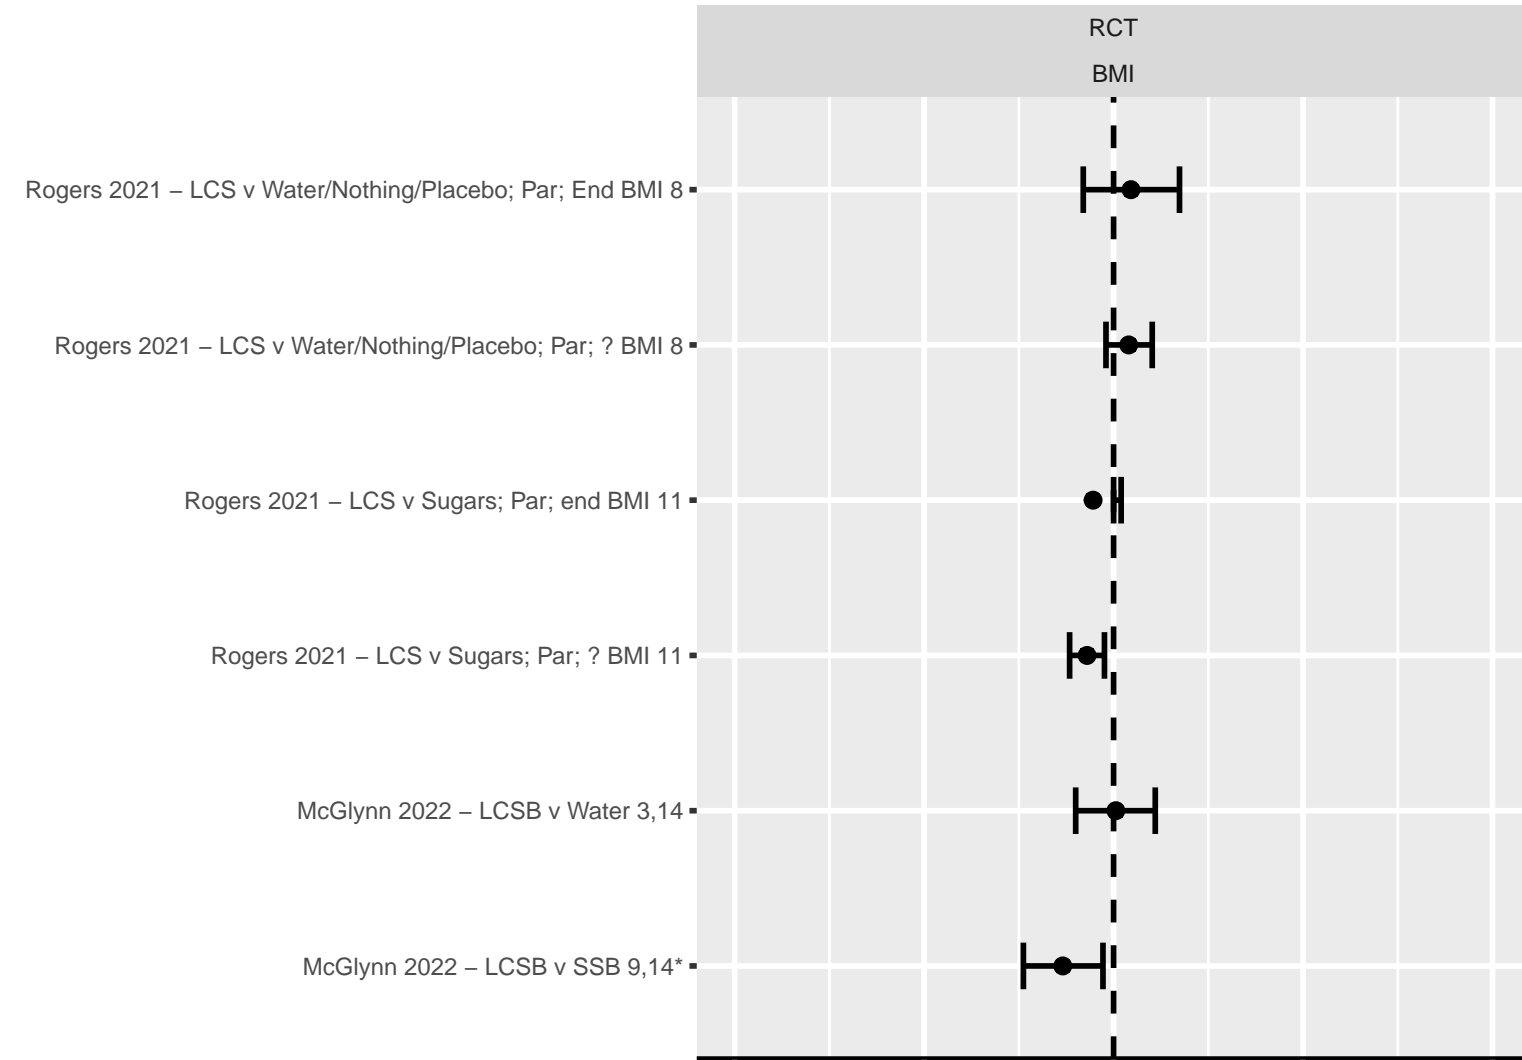 RCT
BMI
Rogers 2021 – LCS v Water/Nothing/Placebo; Par; End BMI 8
Rogers 2021 – LCS v Water/Nothing/Placebo; Par; ? BMI 8
Rogers 2021 – LCS v Sugars; Par; end BMI 11
Rogers 2021 – LCS v Sugars; Par; ? BMI 11
McGlynn 2022 – LCSB v Water 3,14
McGlynn 2022 – LCSB v SSB 9,14*